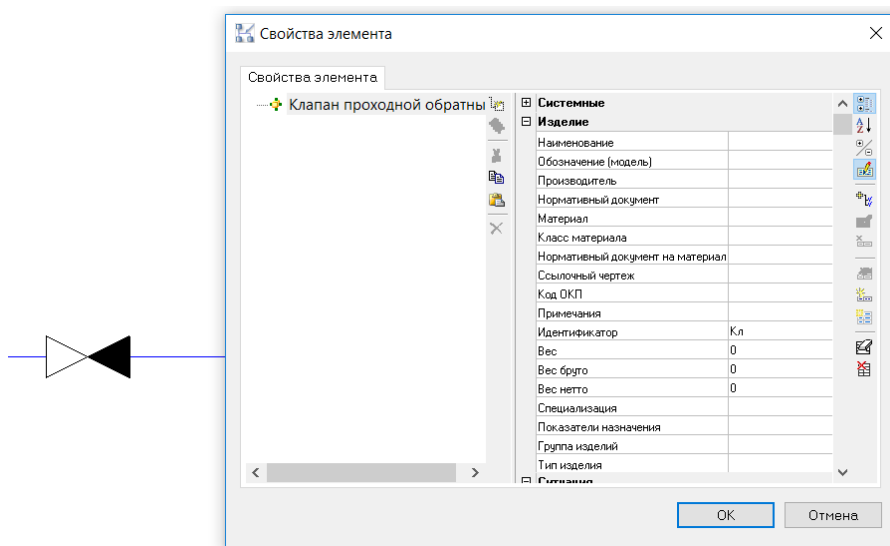 Свойства элемента
Свойства элемента
Клапан проходной обратны
Системные
Изделие
Наименование
Обозначение (модель)
Производитель
Нормативный документ
Материал
Класс материала
Нормативный документ на материал
Ссылочный чертеж
Код ОКП
Примечания
Идентификатор Кл
Вес 0
Вес бруто 0
Вес нетто 0
Специализация
Показатели назначения
Группа изделий
Тип изделия
Ситуация
OK Отмена